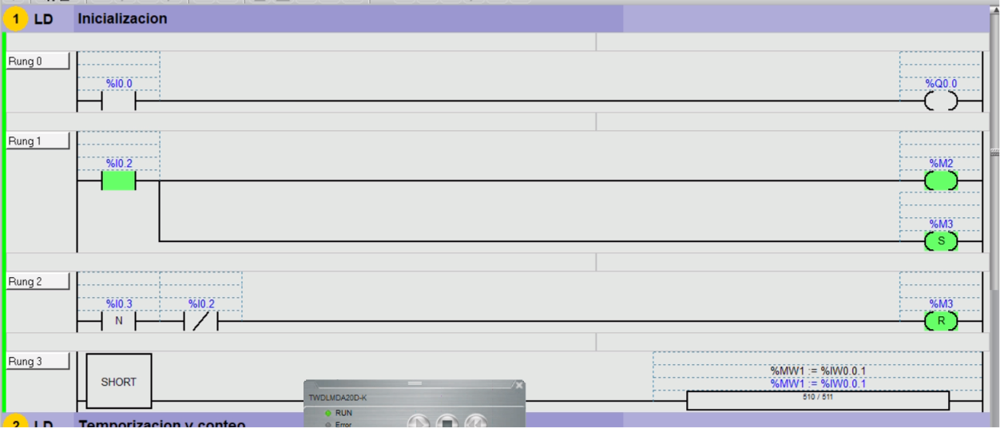 1 LD Inicializacion
Rung 0
%I0.0 %Q0.0
Rung 1
%I0.2 %M2
%M3
S
Rung 2
%I0.3 %I0.2 %M3
N R
Rung 3
SHORT
%MW1 := %IW0.0.1
%MW1 := %IW0.0.1
510 / 511
TWDLMDA20D-K
RUN
Error
2 LD Temporizacion y conteo